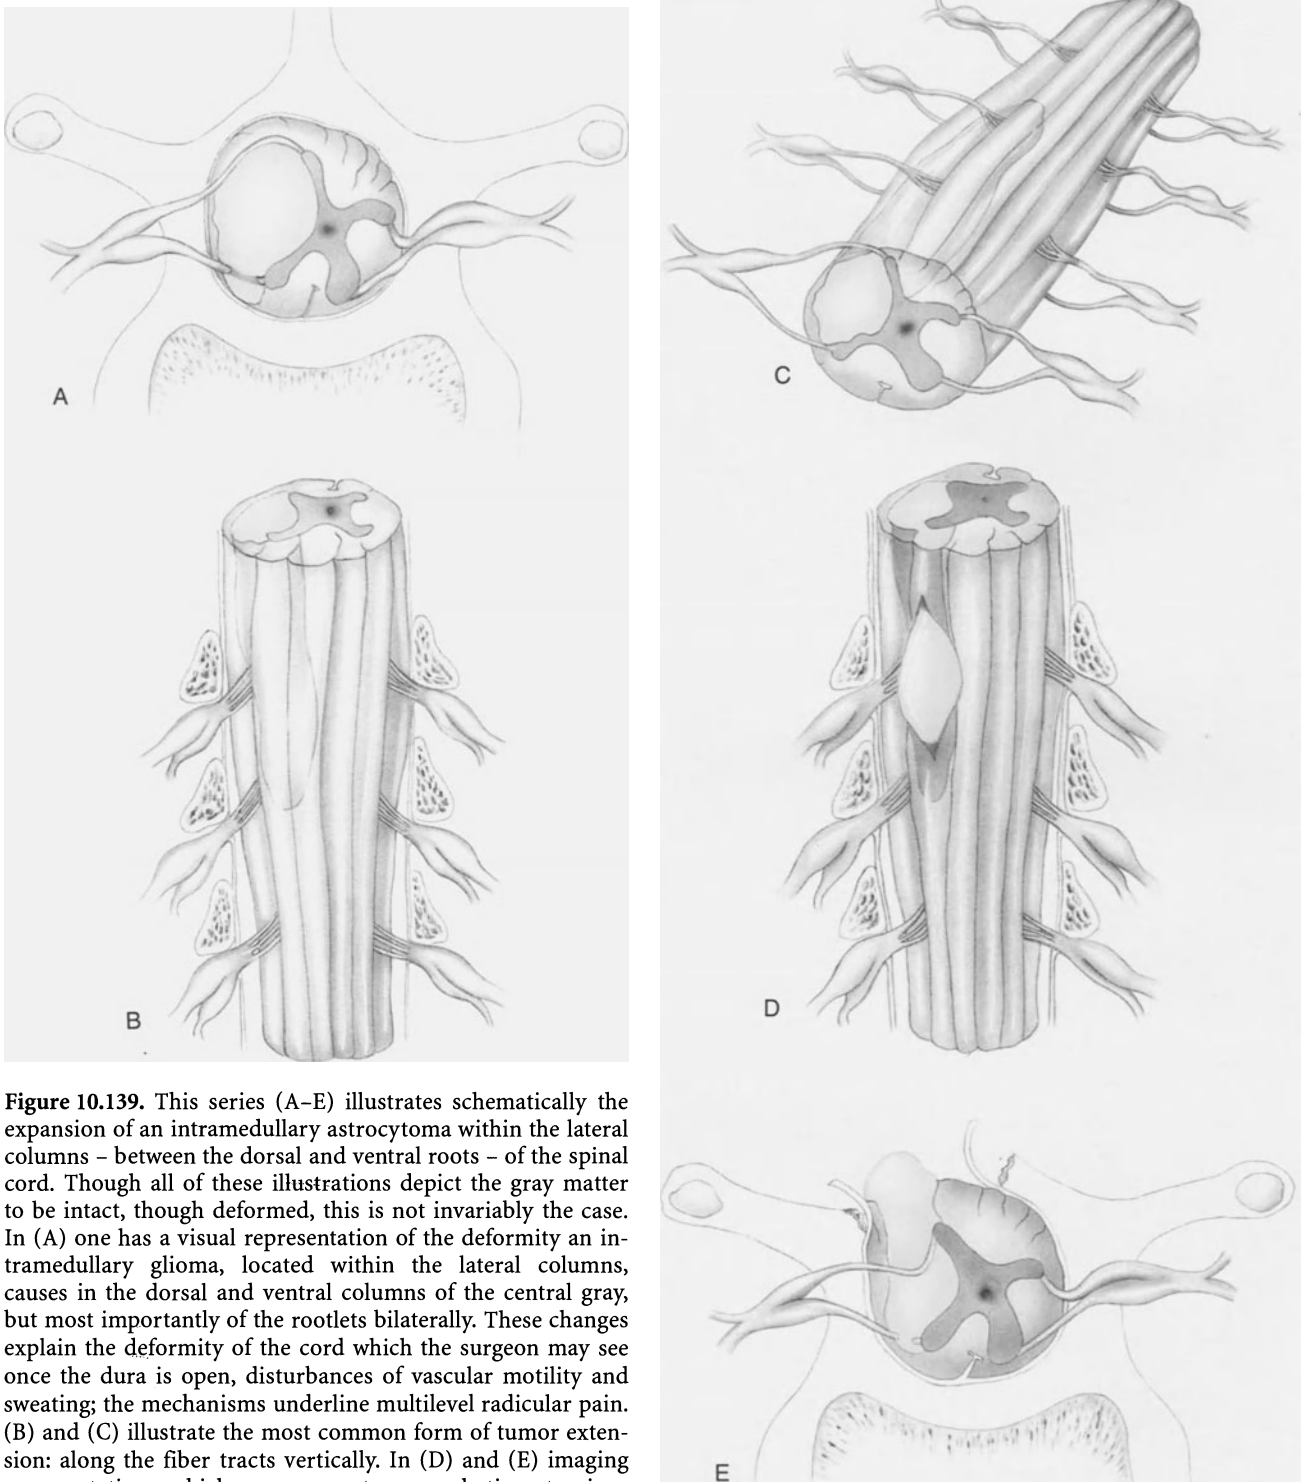 A
C
B
D
E
Figure 10.139. This series (A–E) illustrates schematically the
expansion of an intramedullary astrocytoma within the lateral
columns – between the dorsal and ventral roots – of the spinal
cord. Though all of these illustrations depict the gray matter
to be intact, though deformed, this is not invariably the case.
In (A) one has a visual representation of the deformity an in-
tramedullary glioma, located within the lateral columns,
causes in the dorsal and ventral columns of the central gray,
but most importantly of the rootlets bilaterally. These changes
explain the deformity of the cord which the surgeon may see
once the dura is open, disturbances of vascular motility and
sweating; the mechanisms underline multilevel radicular pain.
(B) and (C) illustrate the most common form of tumor exten-
sion: along the fiber tracts vertically. In (D) and (E) imaging